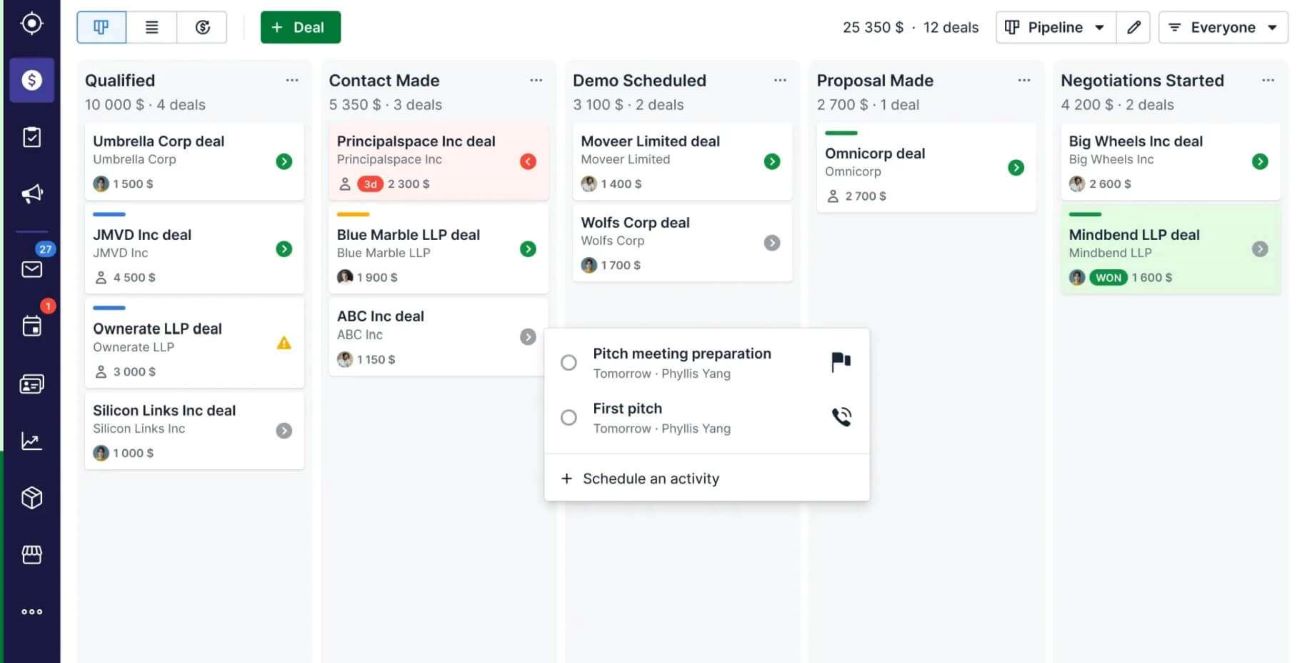 + Deal
25 350 $ · 12 deals
Pipeline
Everyone
27
1
Qualified
10 000 $ · 4 deals
Umbrella Corp deal
Umbrella Corp
1 500 $
JMVD Inc deal
JMVD Inc
4 500 $
Ownerate LLP deal
Ownerate LLP
3 000 $
Silicon Links Inc deal
Silicon Links Inc
1 000 $
Contact Made
5 350 $ · 3 deals
Principalspace Inc deal
Principalspace Inc
3d 2 300 $
Blue Marble LLP deal
Blue Marble LLP
1 900 $
ABC Inc deal
ABC Inc
1 150 $
Demo Scheduled
3 100 $ · 2 deals
Moveer Limited deal
Moveer Limited
1 400 $
Wolfs Corp deal
Wolfs Corp
1 700 $
Pitch meeting preparation
Tomorrow · Phyllis Yang
First pitch
Tomorrow · Phyllis Yang
+ Schedule an activity
Proposal Made
2 700 $ · 1 deal
Omnicorp deal
Omnicorp
2 700 $
Negotiations Started
4 200 $ · 2 deals
Big Wheels Inc deal
Big Wheels Inc
2 600 $
Mindbend LLP deal
Mindbend LLP
WON 1 600 $